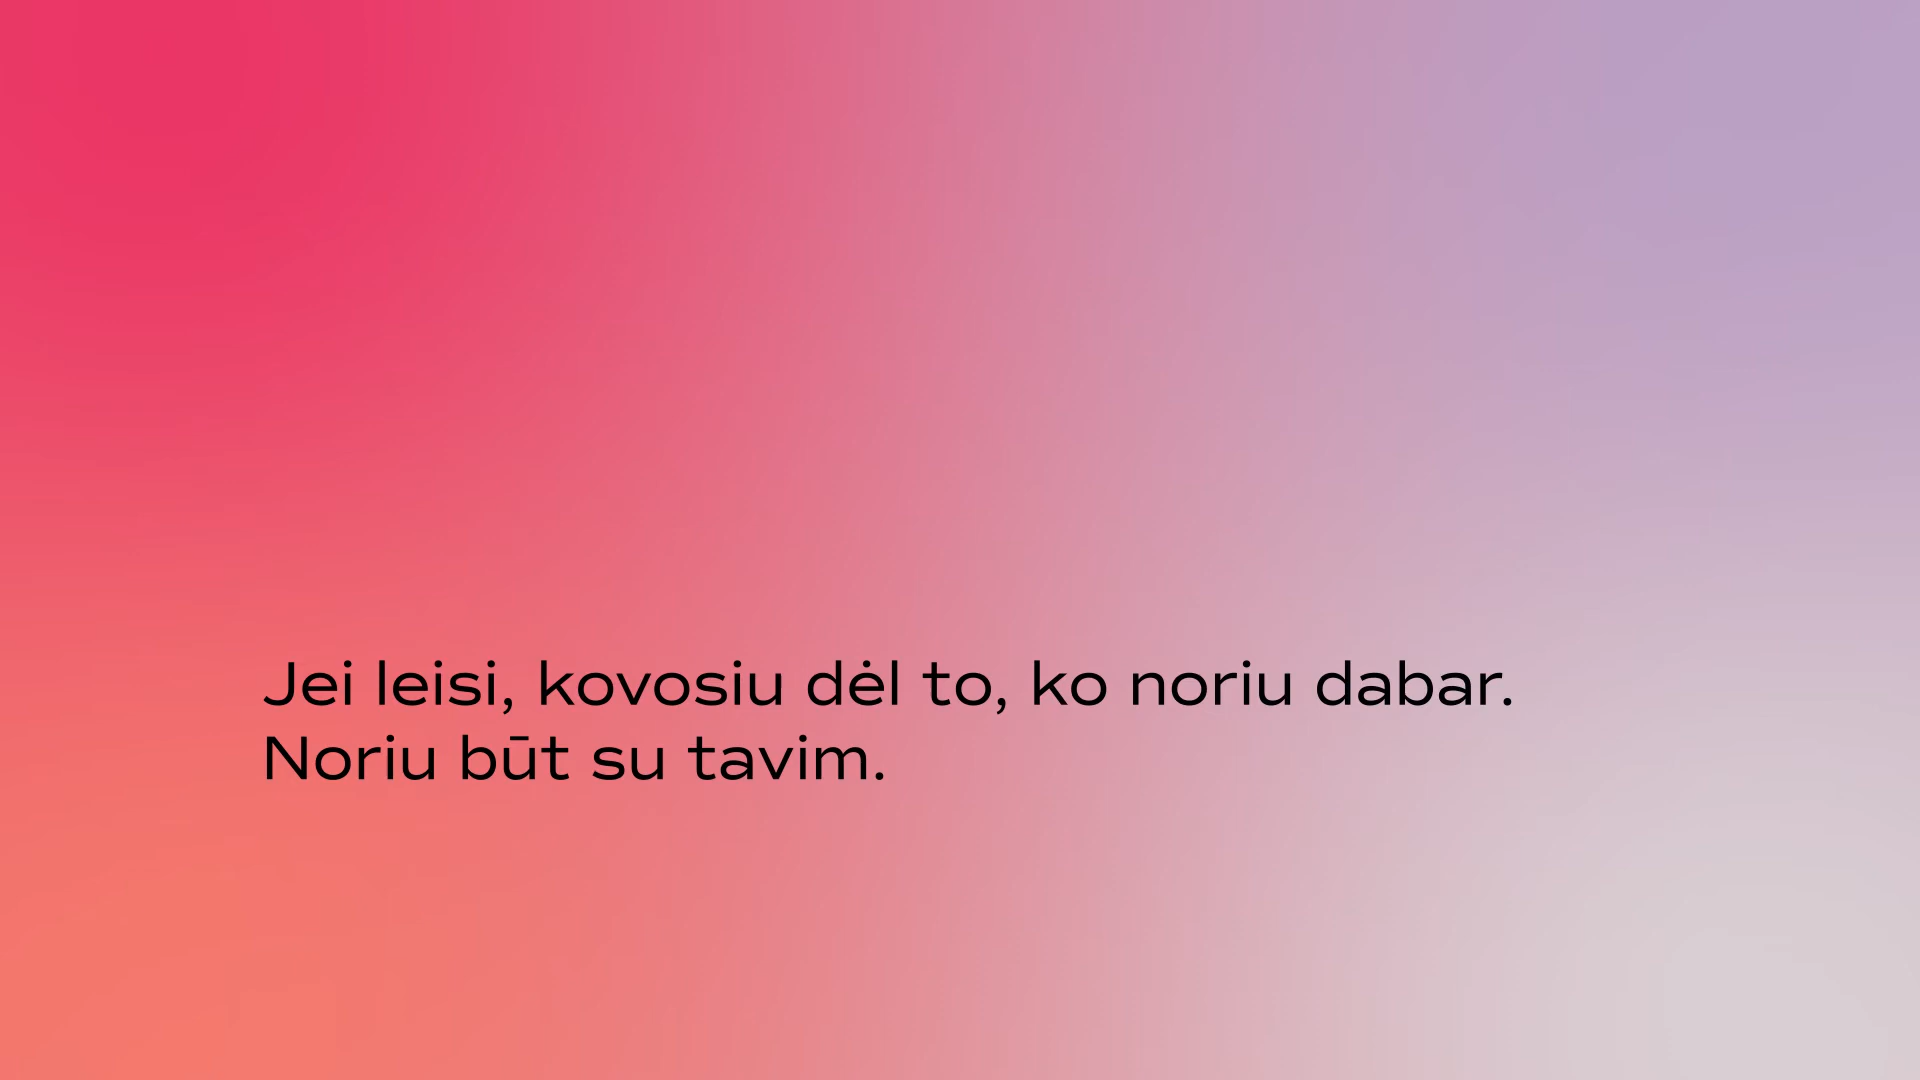 Jei leisi, kovosiu dėl to, ko noriu dabar.
Noriu būt su tavim.